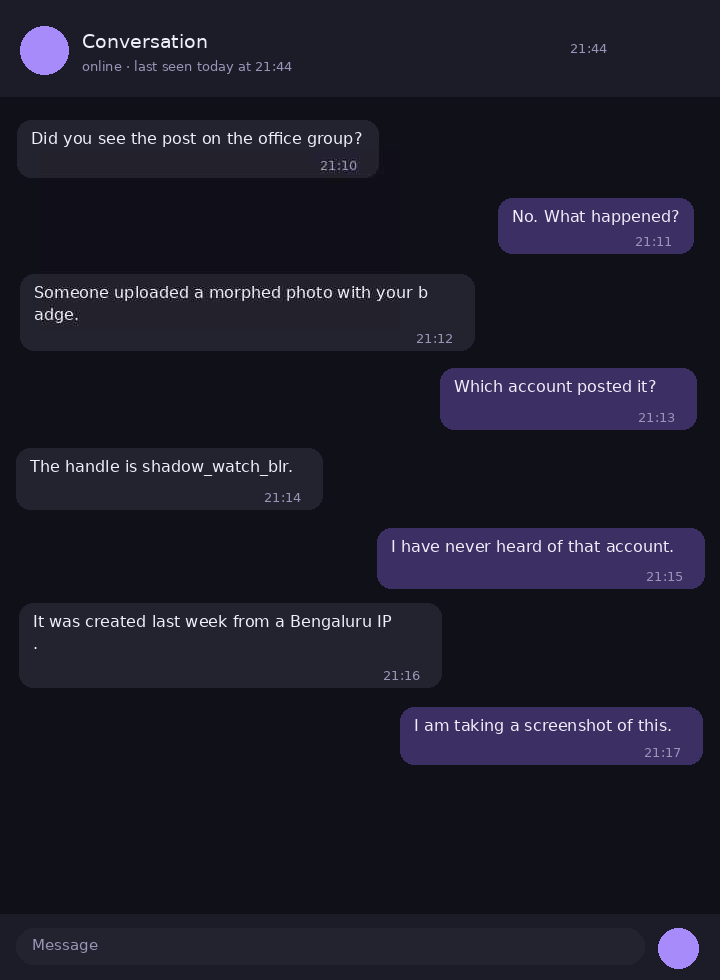 Conversation
online · last seen today at 21:44
21:44
Did you see the post on the office group?
21:10
No. What happened?
21:11
Someone uploaded a morphed photo with your b
adge.
21:12
Which account posted it?
21:13
The handle is shadow_watch_blr.
21:14
I have never heard of that account.
21:15
It was created last week from a Bengaluru IP
.
21:16
I am taking a screenshot of this.
21:17
Message